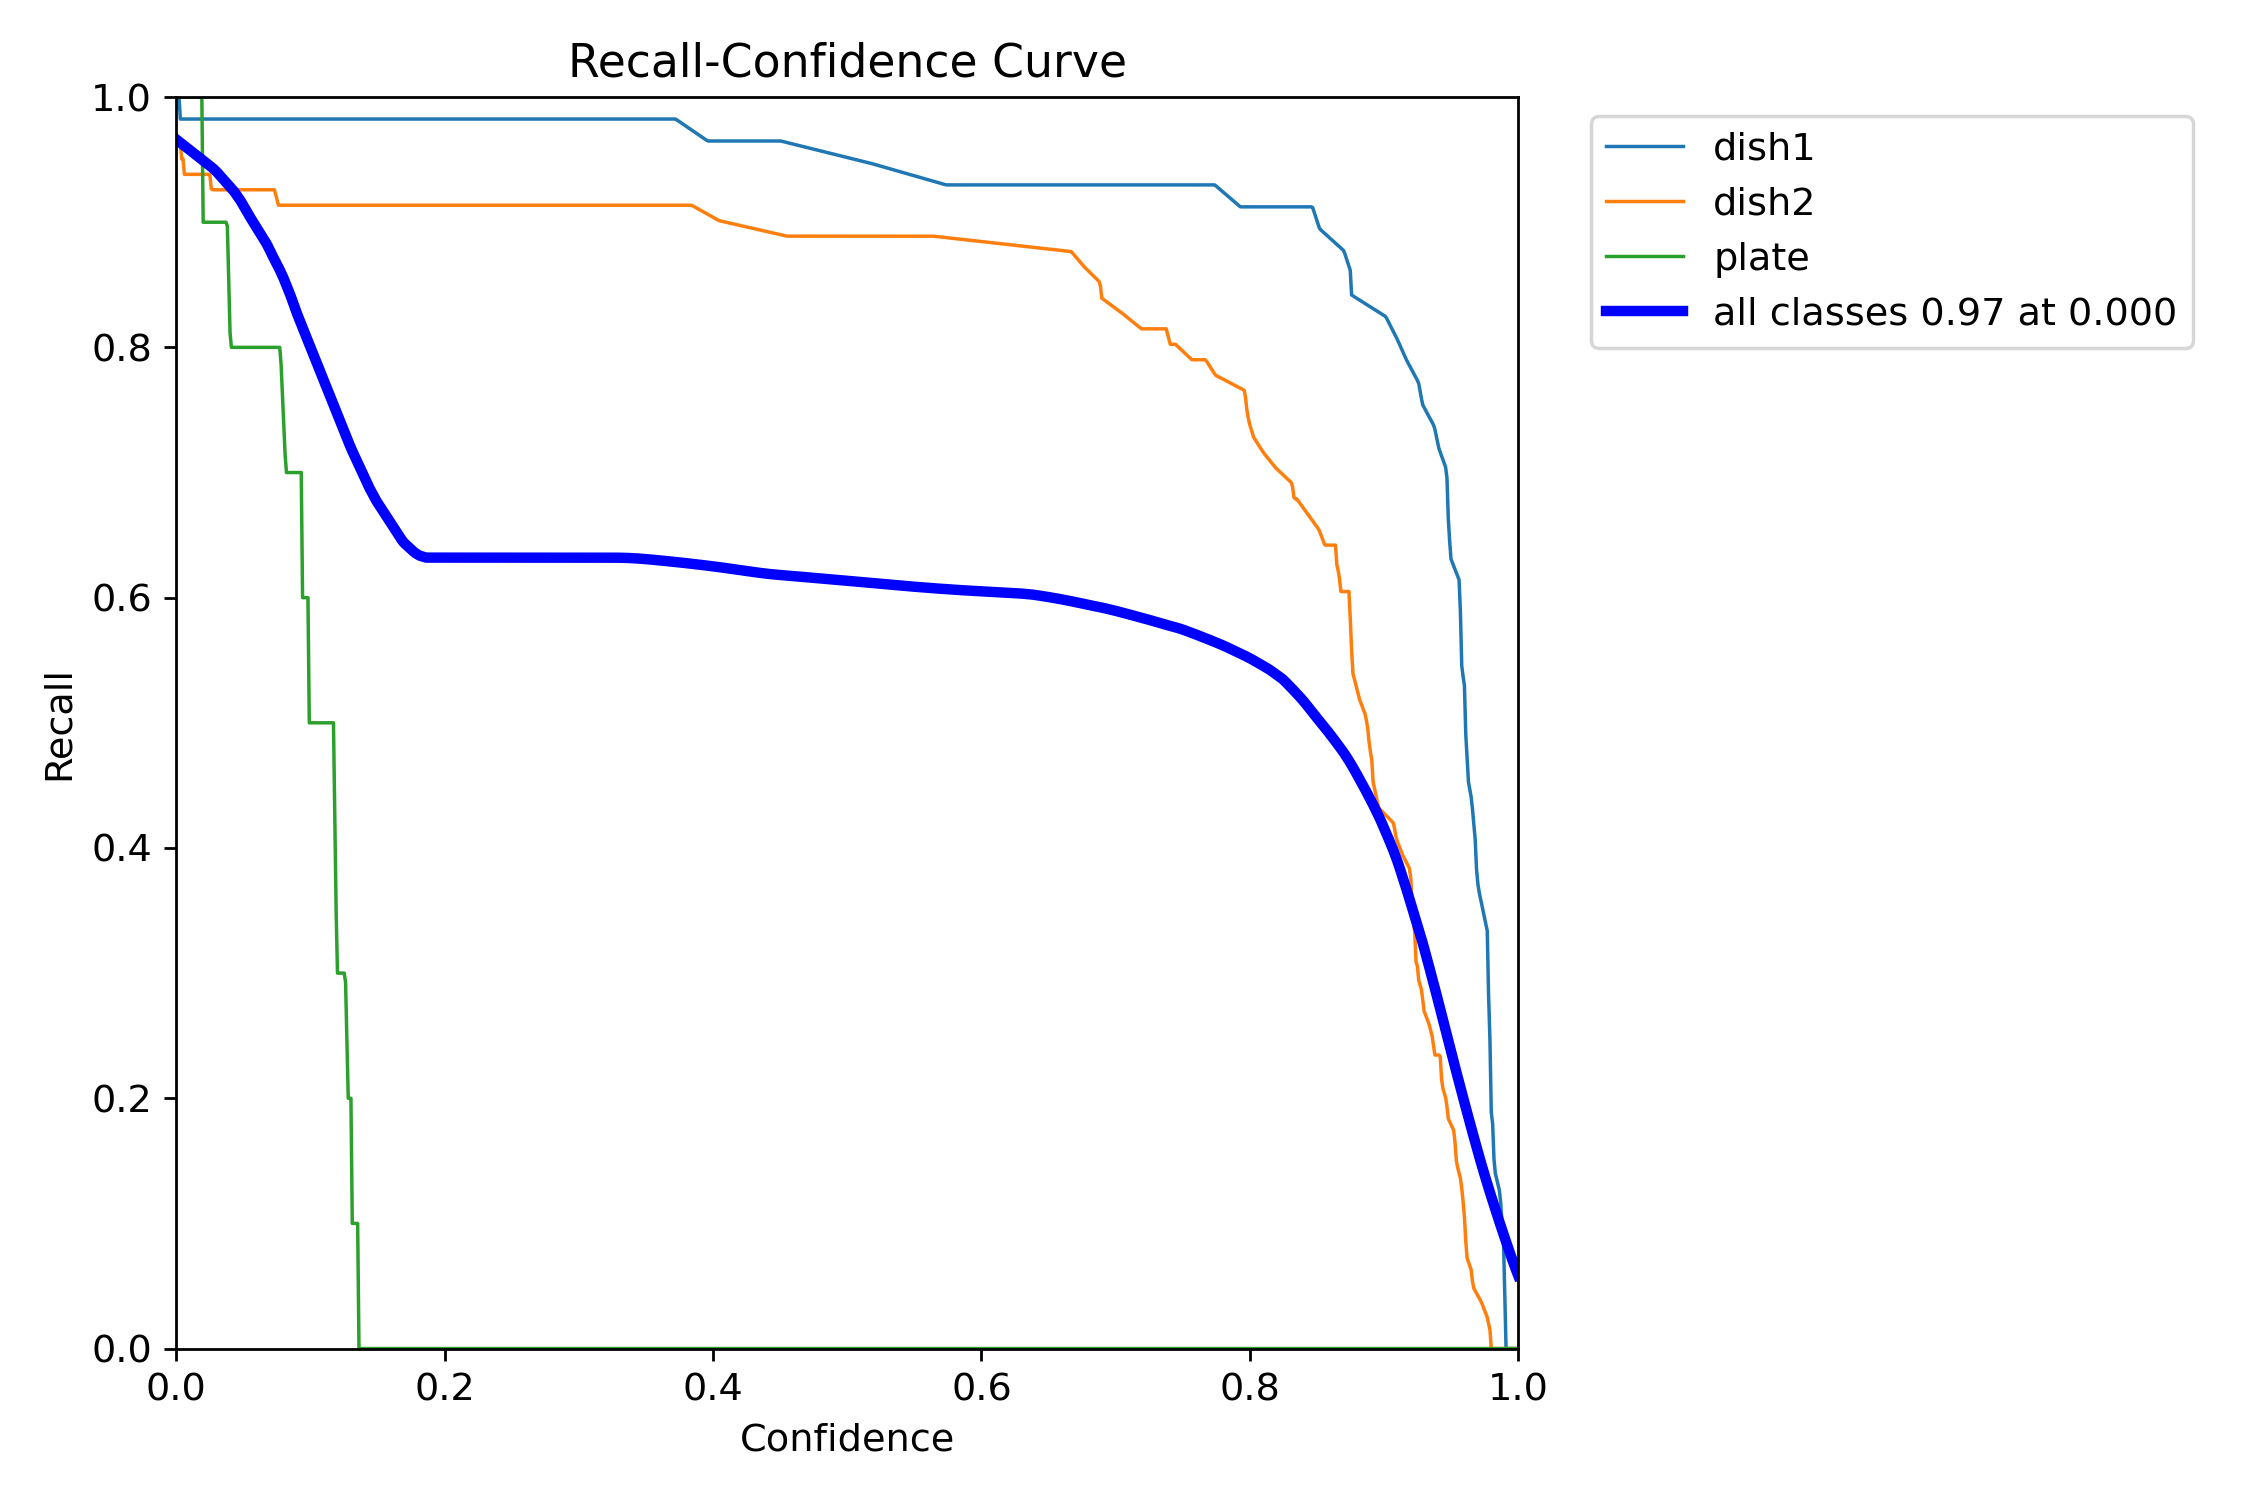 Recall-Confidence Curve
1.0
0.8
0.6
0.4
0.2
0.0
Recall
0.0 0.2 0.4 0.6 0.8 1.0
Confidence
dish1
dish2
plate
all classes 0.97 at 0.000